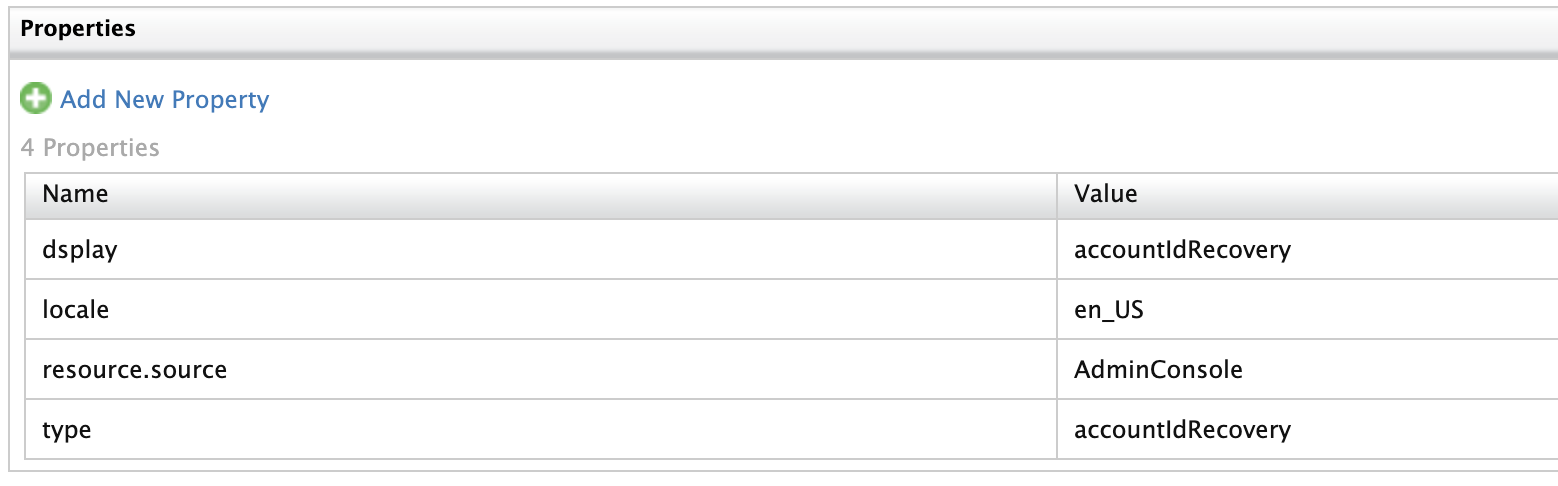 Properties
Add New Property
4 Properties
Name Value
dsplay accountIdRecovery
locale en_US
resource.source AdminConsole
type accountIdRecovery